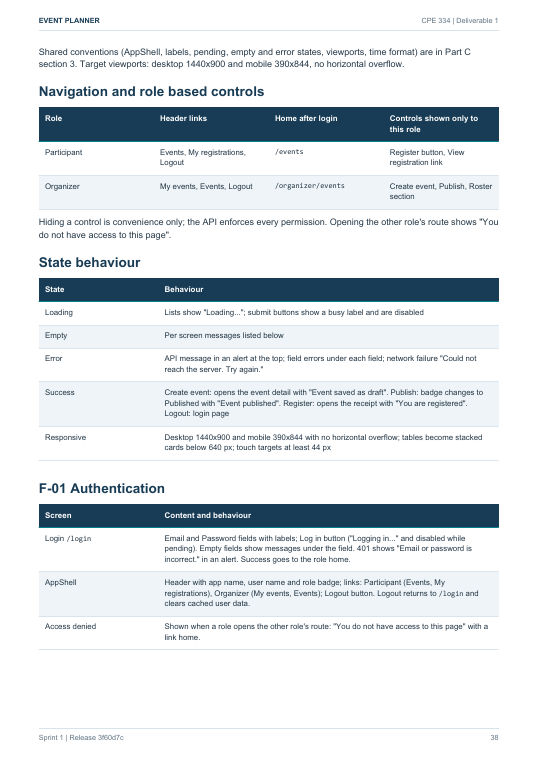 EVENT PLANNER
CPE 334 | Deliverable 1
Shared conventions (AppShell, labels, pending, empty and error states, viewports, time format) are in Part C
section 3. Target viewports: desktop 1440x900 and mobile 390x844, no horizontal overflow.
Navigation and role based controls
Role
Header links
Home after login
Controls shown only to
this role
Participant
Events, My registrations,
Logout
/events
Register button, View
registration link
Organizer
My events, Events, Logout
/organizer/events
Create event, Publish, Roster
section
Hiding a control is convenience only; the API enforces every permission. Opening the other role's route shows "You
do not have access to this page".
State behaviour
State
Behaviour
Loading
Lists show "Loading..."; submit buttons show a busy label and are disabled
Empty
Per screen messages listed below
Error
API message in an alert at the top; field errors under each field; network failure "Could not
reach the server. Try again."
Success
Create event: opens the event detail with "Event saved as draft". Publish: badge changes to
Published with "Event published". Register: opens the receipt with "You are registered".
Logout: login page
Responsive
Desktop 1440x900 and mobile 390x844 with no horizontal overflow; tables become stacked
cards below 640 px; touch targets at least 44 px
F-01 Authentication
Screen
Content and behaviour
Login /login
Email and Password fields with labels; Log in button ("Logging in..." and disabled while
pending). Empty fields show messages under the field. 401 shows "Email or password is
incorrect." in an alert. Success goes to the role home.
AppShell
Header with app name, user name and role badge; links: Participant (Events, My
registrations), Organizer (My events, Events); Logout button. Logout returns to /login and
clears cached user data.
Access denied
Shown when a role opens the other role's route: "You do not have access to this page" with a
link home.
Sprint 1 | Release 3f60d7c
38